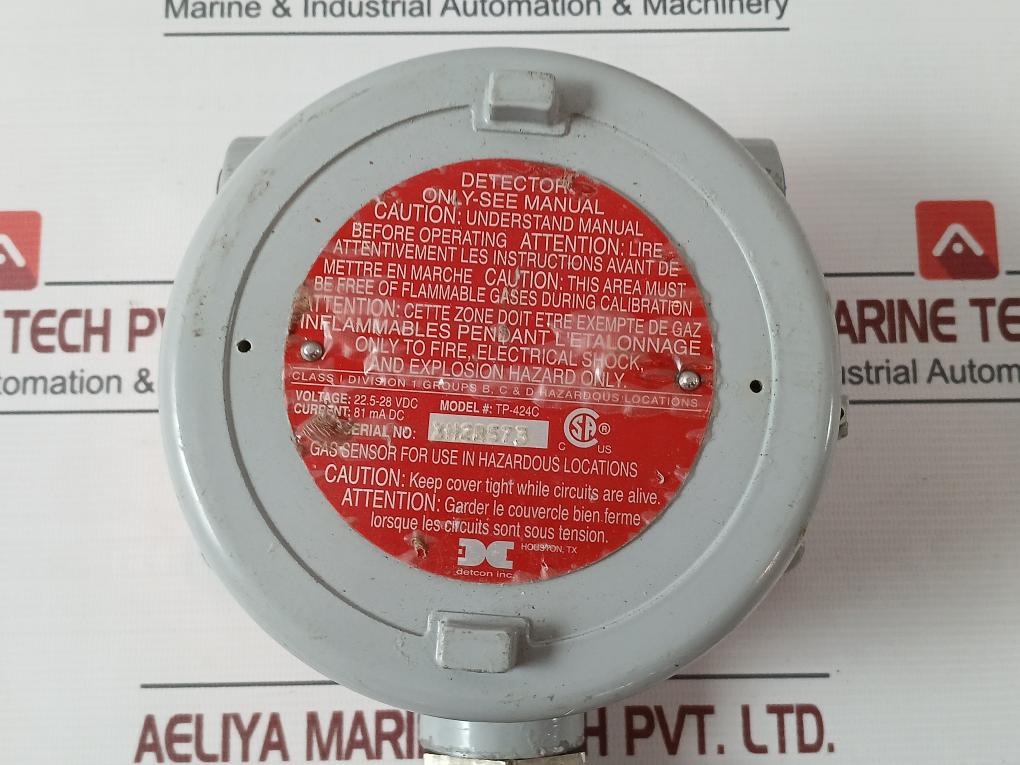 Marine & Industrial Automation & Machinery
DETECTOR
ONLY-SEE MANUAL
CAUTION: UNDERSTAND MANUAL
BEFORE OPERATING ATTENTION: LIRE
ATTENTIVEMENT LES INSTRUCTIONS AVANT DE
METTRE EN MARCHE CAUTION: THIS AREA MUST
BE FREE OF FLAMMABLE GASES DURING CALIBRATION
ATTENTION: CETTE ZONE DOIT ETRE EXEMPTE DE GAZ
INFLAMMABLES PENDANT L'ETALONNAGE
ONLY TO FIRE, ELECTRICAL SHOCK,
AND EXPLOSION HAZARD ONLY.
CLASS I DIVISION 1 GROUPS B, C & D HAZARDOUS LOCATIONS
VOLTAGE: 22.5-28 VDC
CURRENT: 81 mA DC
MODEL #: TP-424C
SERIAL NO:
C SA ® US
GAS SENSOR FOR USE IN HAZARDOUS LOCATIONS
CAUTION: Keep cover tight while circuits are alive.
ATTENTION: Garder le couvercle bien ferme
lorsque les circuits sont sous tension.
HOUSTON, TX
detcon inc.
TECH PV
tomation &
ARINE TE
strial Autom
AELIYA MARI H PVT. LTD.